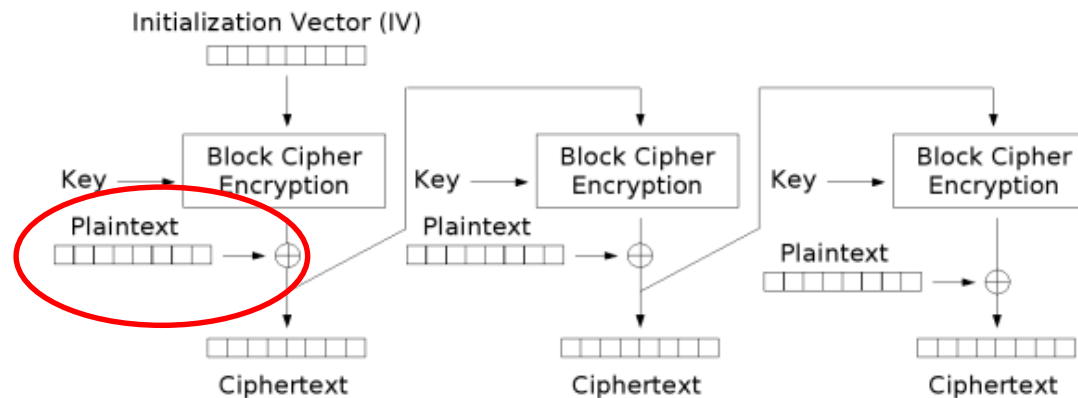 Initialization Vector (IV)
Key
Block Cipher
Encryption
Key
Block Cipher
Encryption
Key
Block Cipher
Encryption
Plaintext
Plaintext
Plaintext
Ciphertext
Ciphertext
Ciphertext